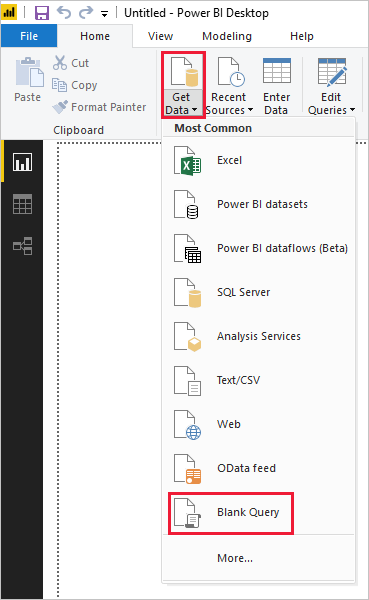 Untitled - Power BI Desktop
File Home View Modeling Help
Paste
Cut
Copy
Format Painter
Clipboard
Get Data
Recent Sources
Enter Data
Edit Queries
Most Common
Excel
Power BI datasets
Power BI dataflows (Beta)
SQL Server
Analysis Services
Text/CSV
Web
OData feed
Blank Query
More...